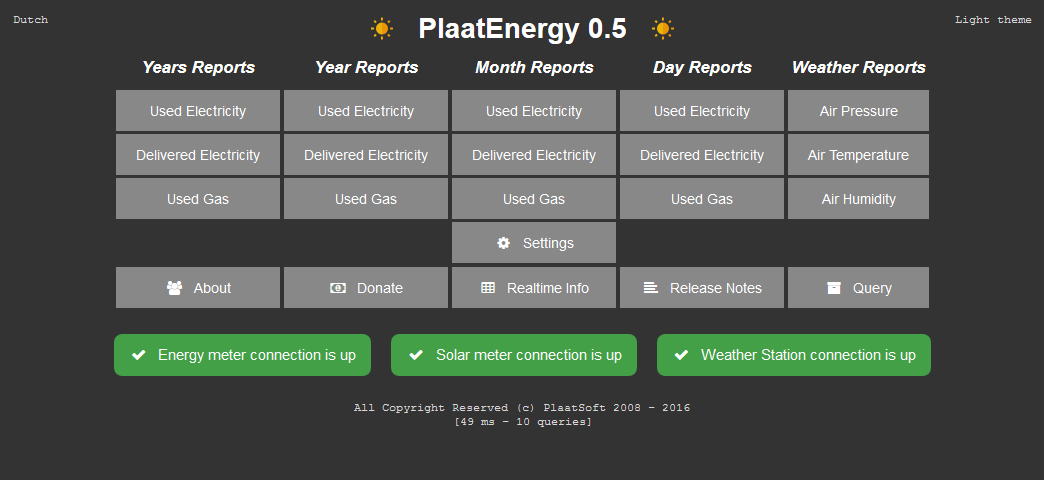 Dutch
PlaatEnergy 0.5
Light theme
Years Reports Year Reports Month Reports Day Reports Weather Reports
Used Electricity Used Electricity Used Electricity Used Electricity Air Pressure
Delivered Electricity Delivered Electricity Delivered Electricity Delivered Electricity Air Temperature
Used Gas Used Gas Used Gas Used Gas Air Humidity
Settings
About Donate Realtime Info Release Notes Query
Energy meter connection is up Solar meter connection is up Weather Station connection is up
All Copyright Reserved (c) PlaatSoft 2008 - 2016
[49 ms - 10 queries]